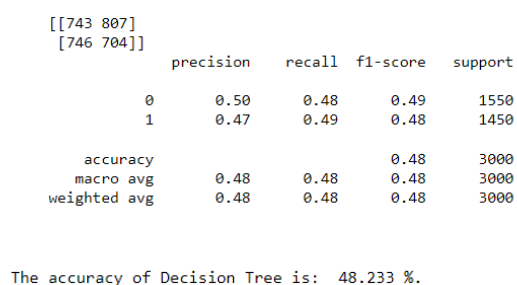 [[743 807]
[746 704]]
precision recall f1-score support
0 0.50 0.48 0.49 1550
1 0.47 0.49 0.48 1450
accuracy 0.48 3000
macro avg 0.48 0.48 0.48 3000
weighted avg 0.48 0.48 0.48 3000
The accuracy of Decision Tree is: 48.233 %.